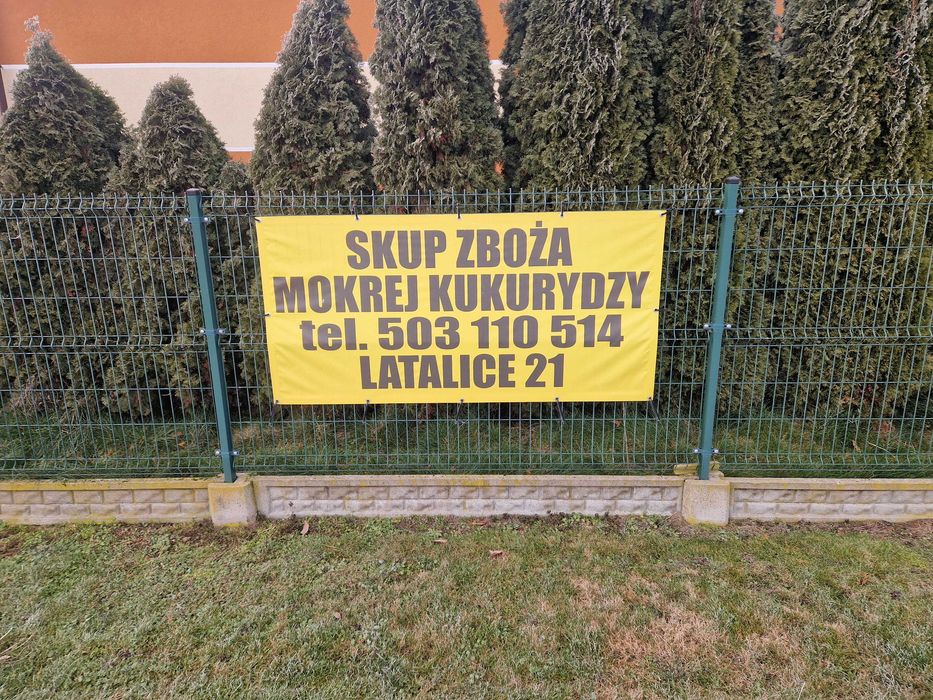 SKUP ZBOŻA
MOKREJ KUKURYDZY
tel. 503 110 514
LATALICE 21